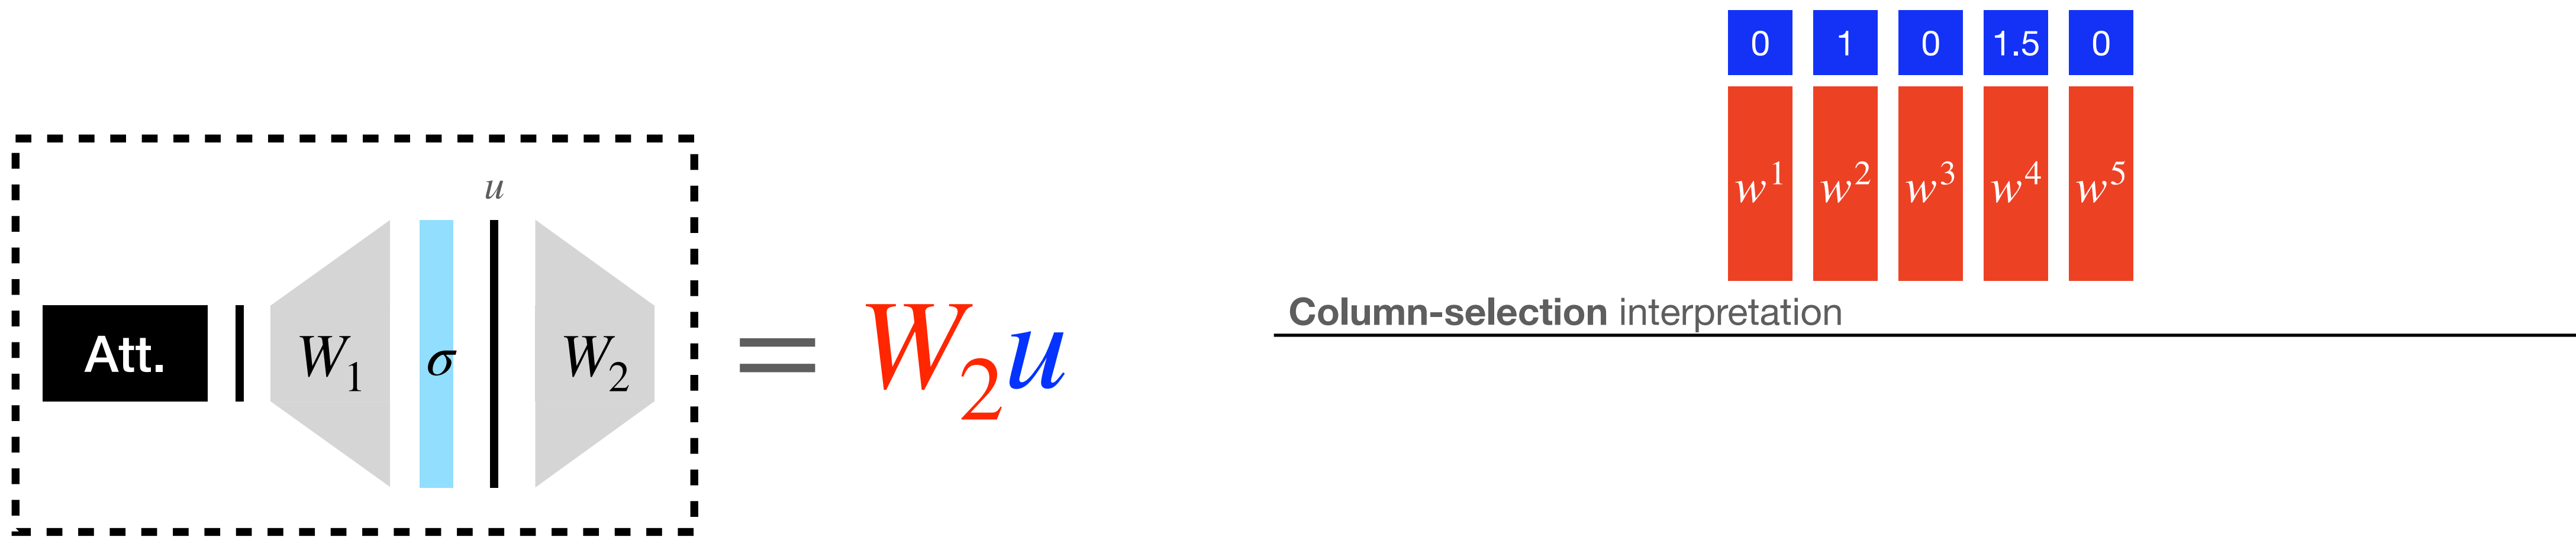 0 1 0 1.5 0
w¹ w² w³ w⁴ w⁵
Column-selection interpretation
u
Att. W₁ σ W₂ = W₂u